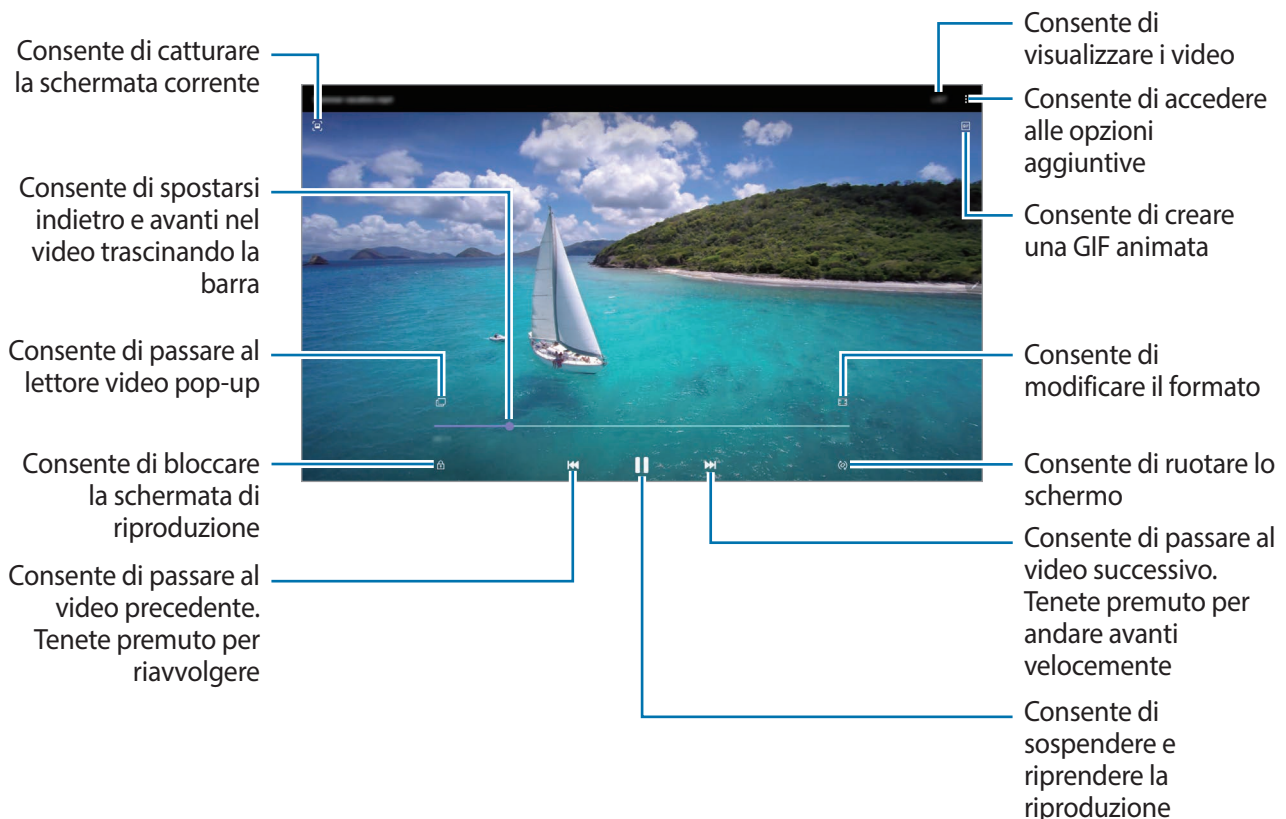 Consente di catturare
la schermata corrente
Consente di spostarsi
indietro e avanti nel
video trascinando la
barra
Consente di passare al
lettore video pop-up
Consente di bloccare
la schermata di
riproduzione
Consente di passare al
video precedente.
Tenete premuto per
riavvolgere
Consente di
visualizzare i video
Consente di accedere
alle opzioni
aggiuntive
Consente di creare
una GIF animata
Consente di
modificare il formato
Consente di ruotare lo
schermo
Consente di passare al
video successivo.
Tenete premuto per
andare avanti
velocemente
Consente di
sospendere e
riprendere la
riproduzione